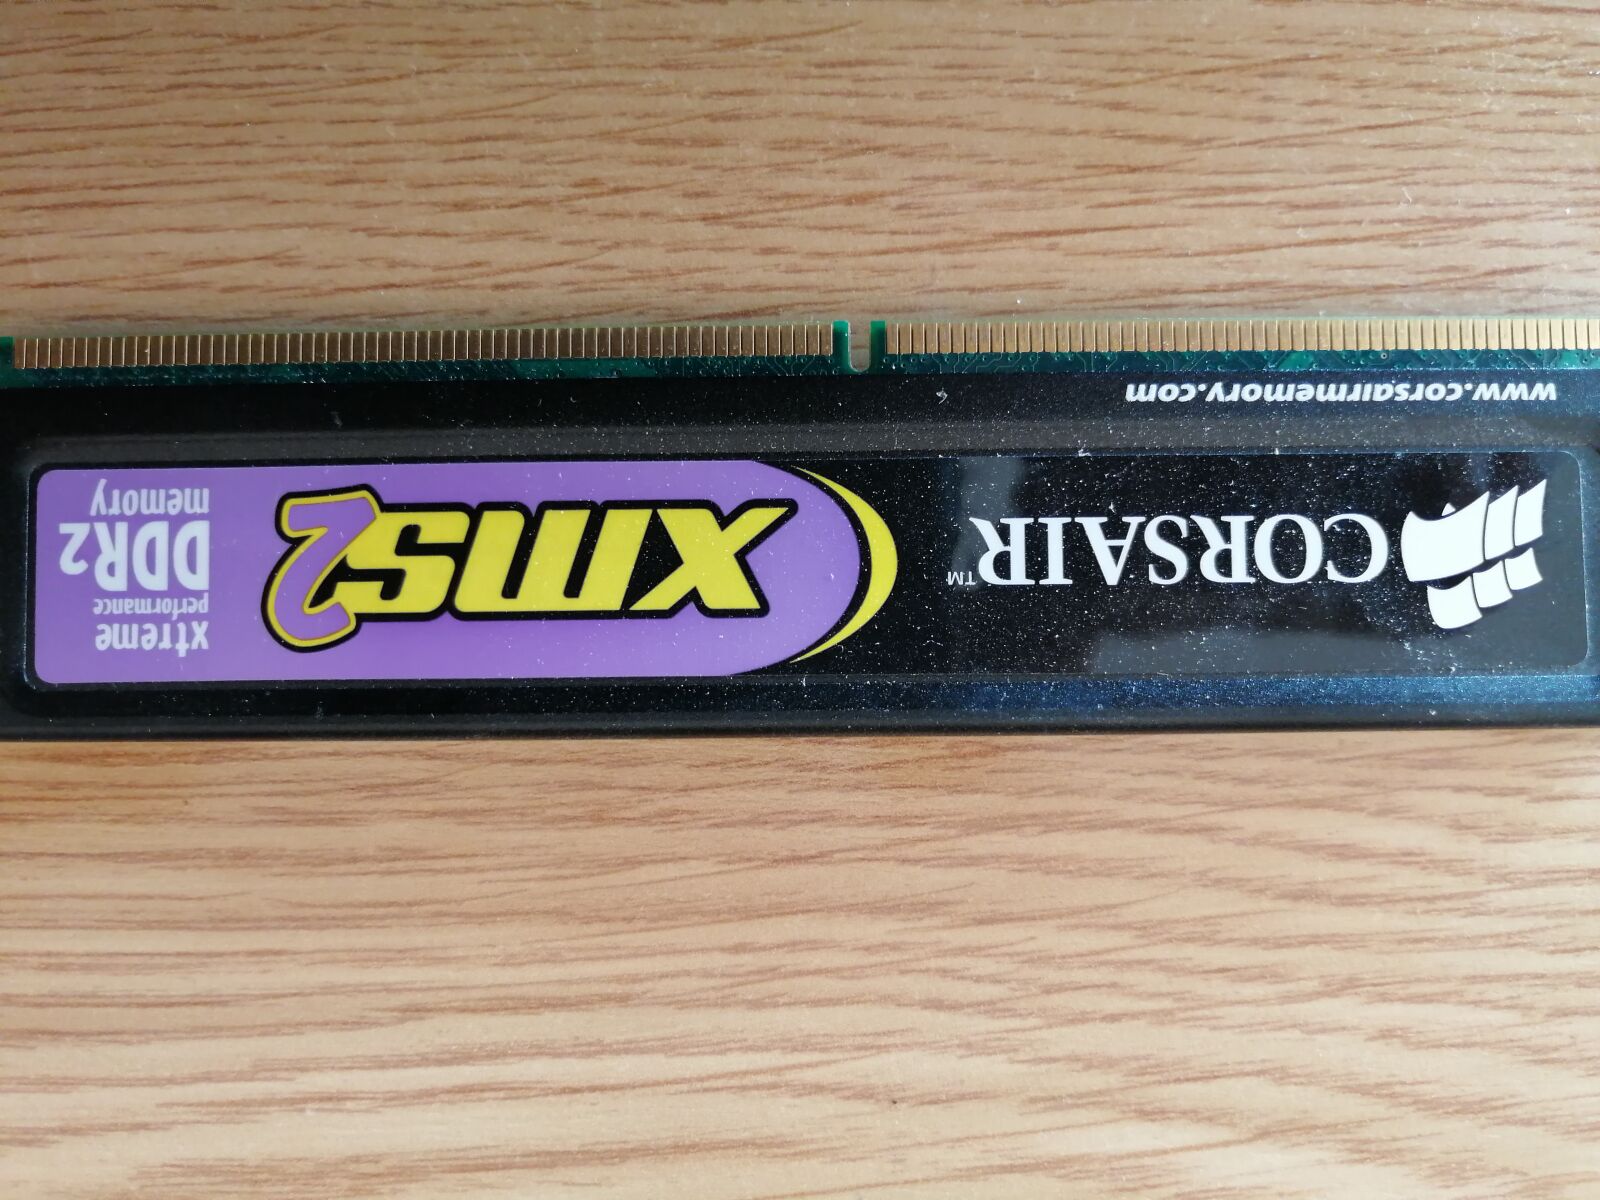 CORSAIR™
XMS2
xtreme
performance
DDR2
memory
www.corsairmemory.com